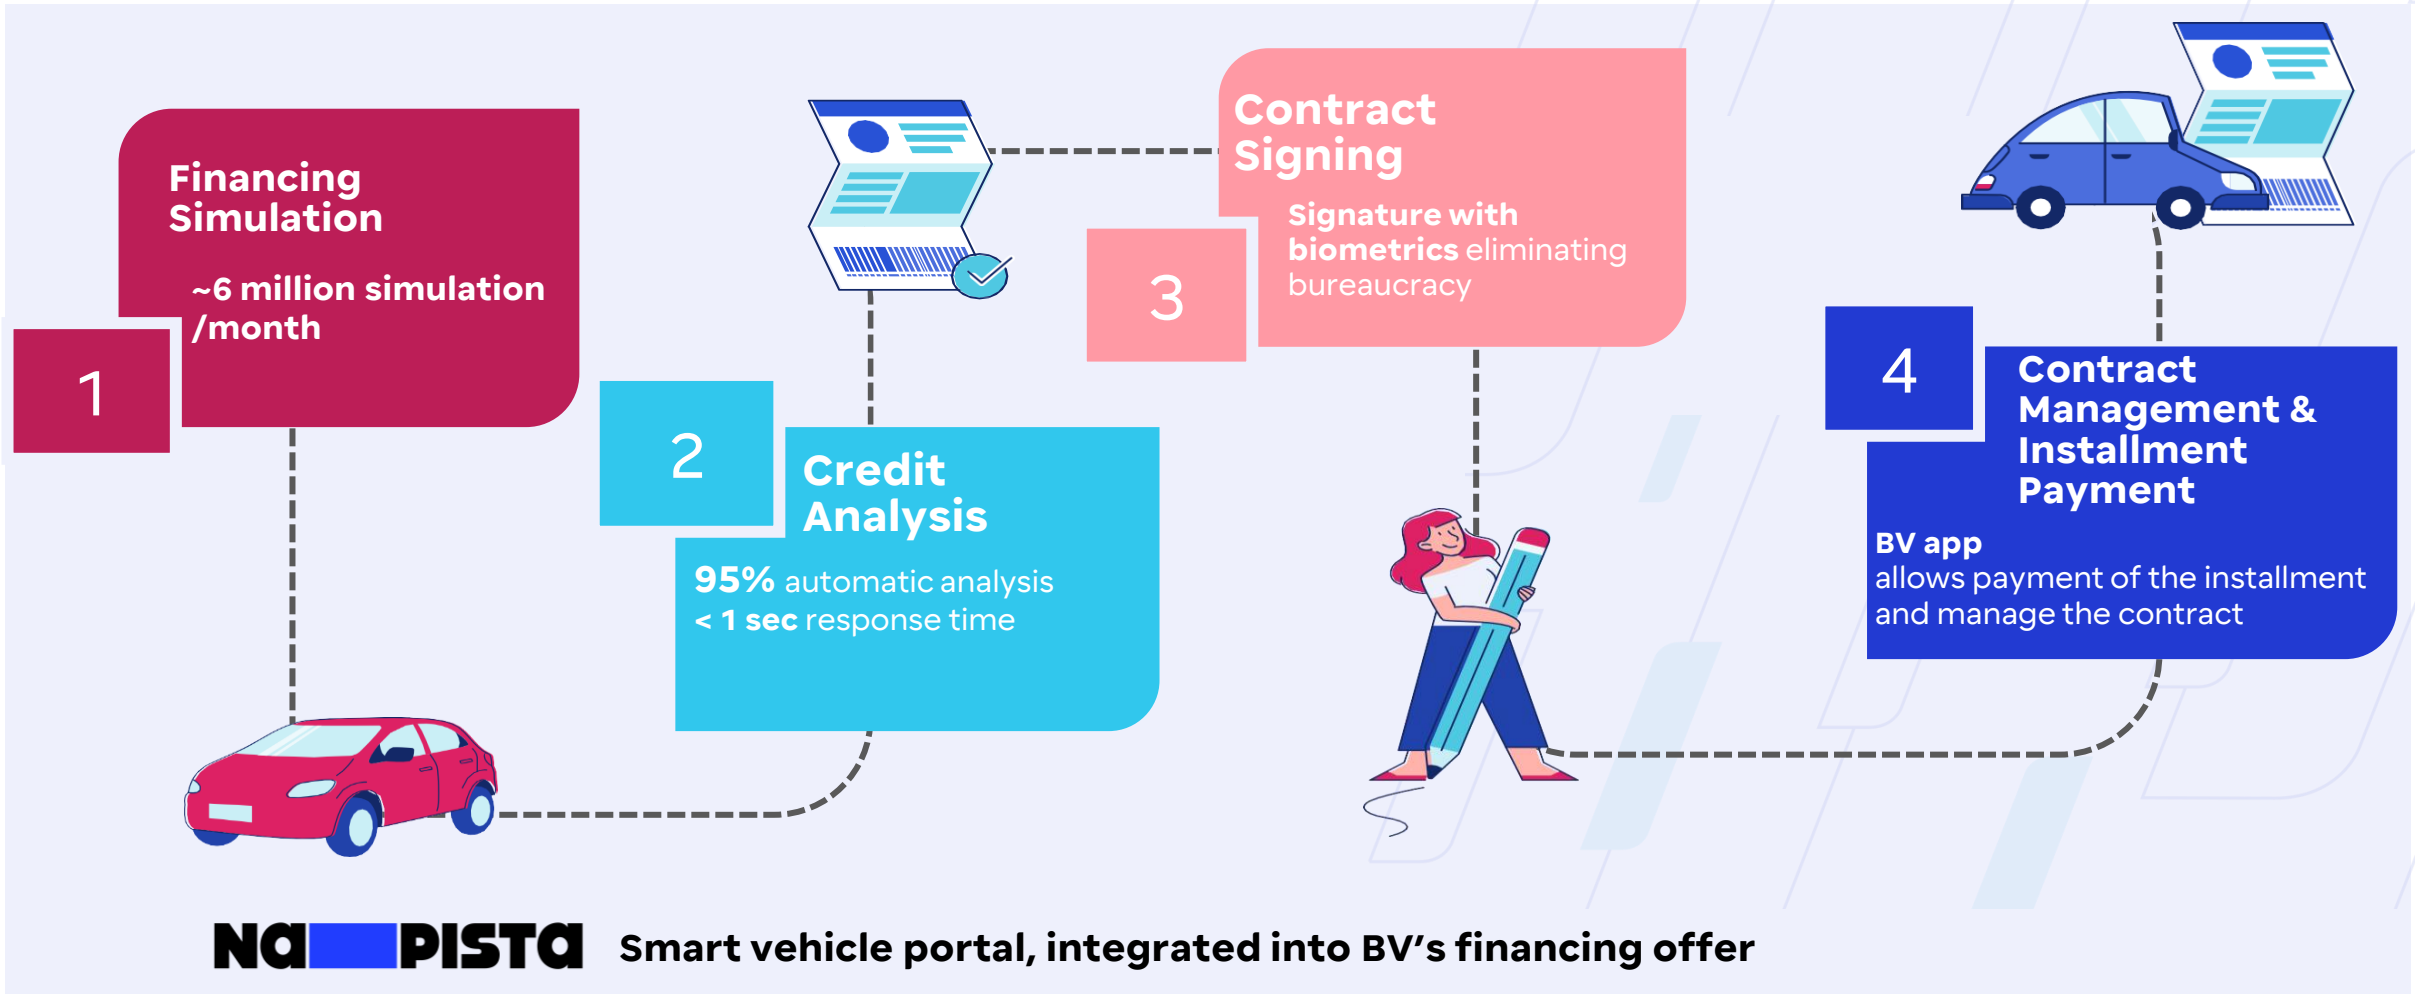 Financing
Simulation
~6 million simulation
/month
1
2
Credit
Analysis
95% automatic analysis
< 1 sec response time
Contract
Signing
Signature with
biometrics eliminating
bureaucracy
3
4
Contract
Management &
Installment
Payment
BV app
allows payment of the installment
and manage the contract
Na PISTa
Smart vehicle portal, integrated into BV’s financing offer